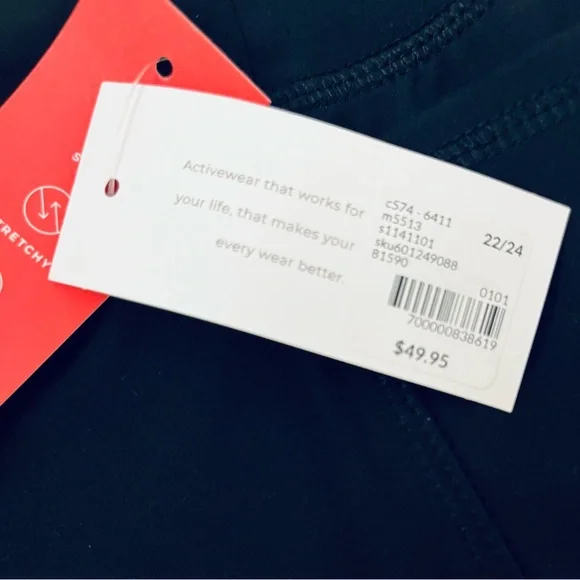 STRETCHY
Activewear that works for
your life, that makes your
every wear better.
c574 - 6411
m5513
s1141101
sku601249088
81590
22/24
0101
700000838619
$49.95